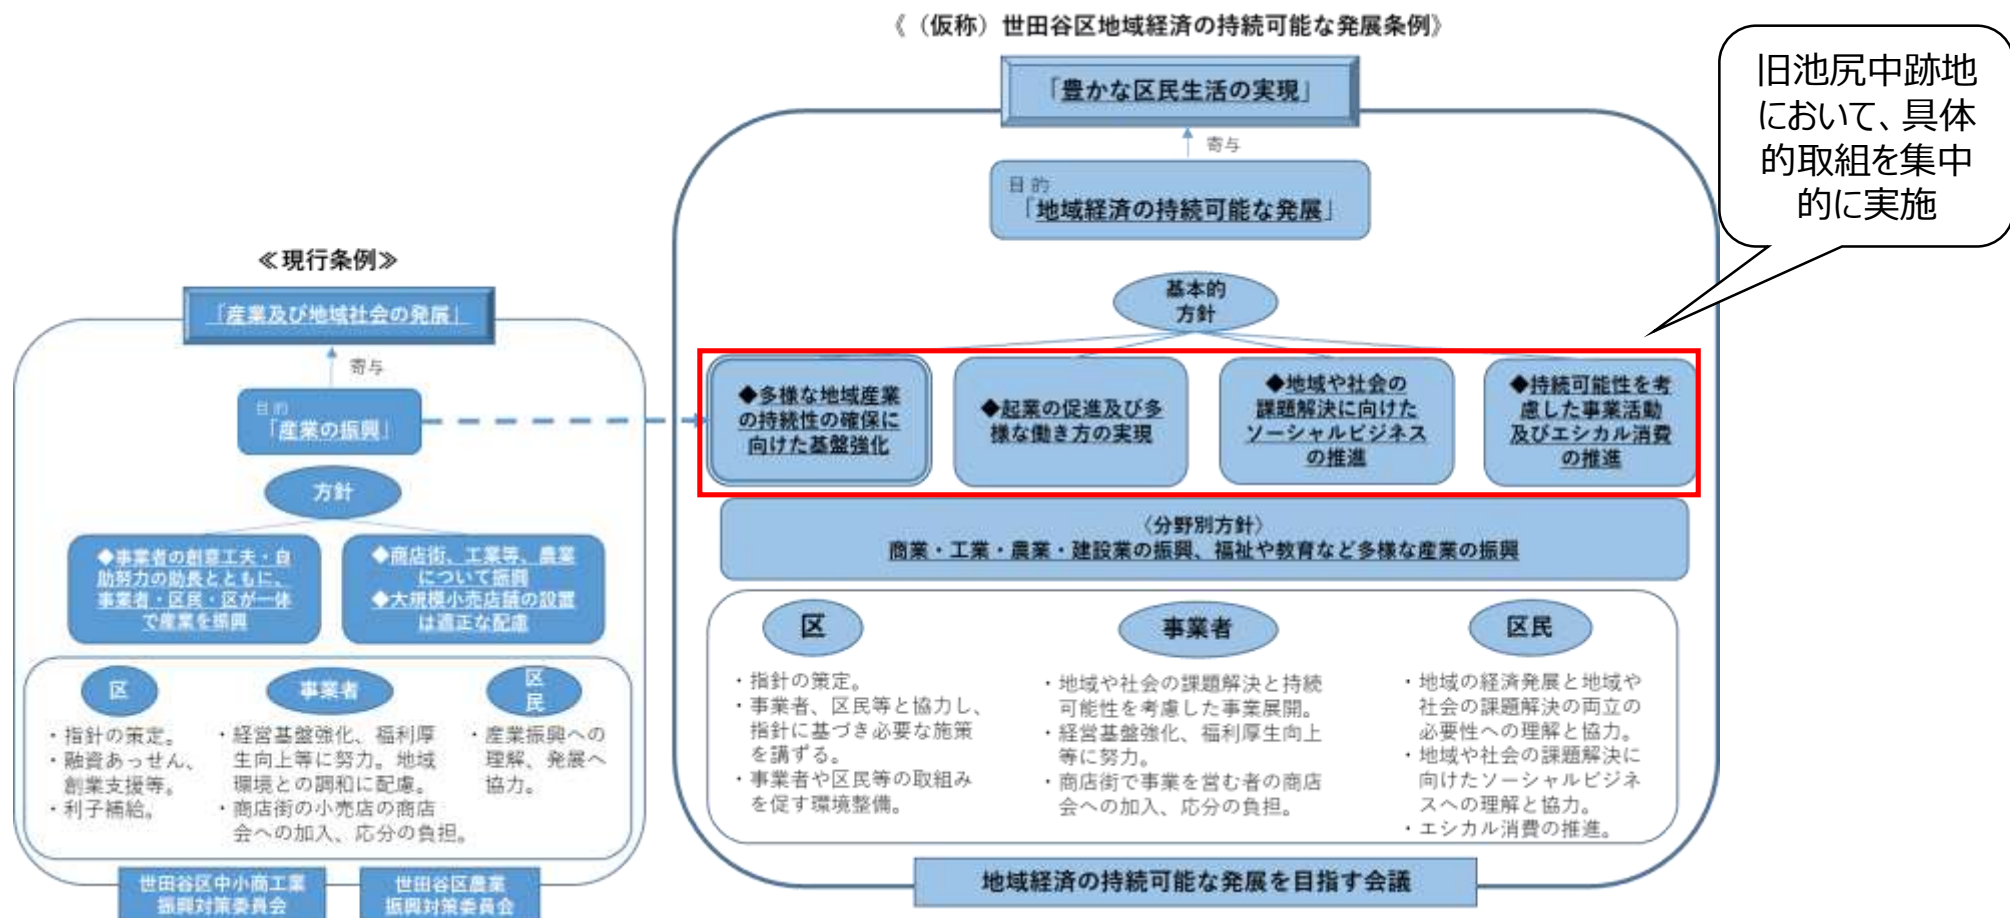 《（仮称）世田谷区地域経済の持続可能な発展条例》
「豊かな区民生活の実現」
寄与
目的
「地域経済の持続可能な発展」
旧池尻中跡地
において、具体
的取組を集中
的に実施
基本的
方針
◆多様な地域産業
の持続性の確保に
向けた基盤強化
◆起業の促進及び多
様な働き方の実現
◆地域や社会の
課題解決に向けた
ソーシャルビジネス
の推進
◆持続可能性を考
慮した事業活動
及びエシカル消費
の推進
〈分野別方針〉
商業・工業・農業・建設業の振興、福祉や教育など多様な産業の振興
区
・指針の策定。
・事業者、区民等と協力し、
指針に基づき必要な施策
を講ずる。
・事業者や区民等の取組み
を促す環境整備。
事業者
・地域や社会の課題解決と持続
可能性を考慮した事業展開。
・経営基盤強化、福利厚生向上
等に努力。
・商店街で事業を営む者の商店
会への加入、応分の負担。
区民
・地域の経済発展と地域や
社会の課題解決の両立の
必要性への理解と協力。
・地域や社会の課題解決に
向けたソーシャルビジネ
スへの理解と協力。
・エシカル消費の推進。
地域経済の持続可能な発展を目指す会議
≪現行条例≫
「産業及び地域社会の発展」
寄与
目的
「産業の振興」
方針
◆事業者の創意工夫・自
助努力の助長とともに、
事業者・区民・区が一体
で産業を振興
◆商店街、工業等、農業
について振興
◆大規模小売店舗の設置
は適正な配慮
区
・指針の策定。
・融資あっせん、
創業支援等。
・利子補給。
事業者
・経営基盤強化、福利厚
生向上等に努力。地域
環境との調和に配慮。
・商店街の小売店の商店
会への加入、応分の負担。
区
民
・産業振興への
理解、発展へ
協力。
世田谷区中小商工業
振興対策委員会
世田谷区農業
振興対策委員会